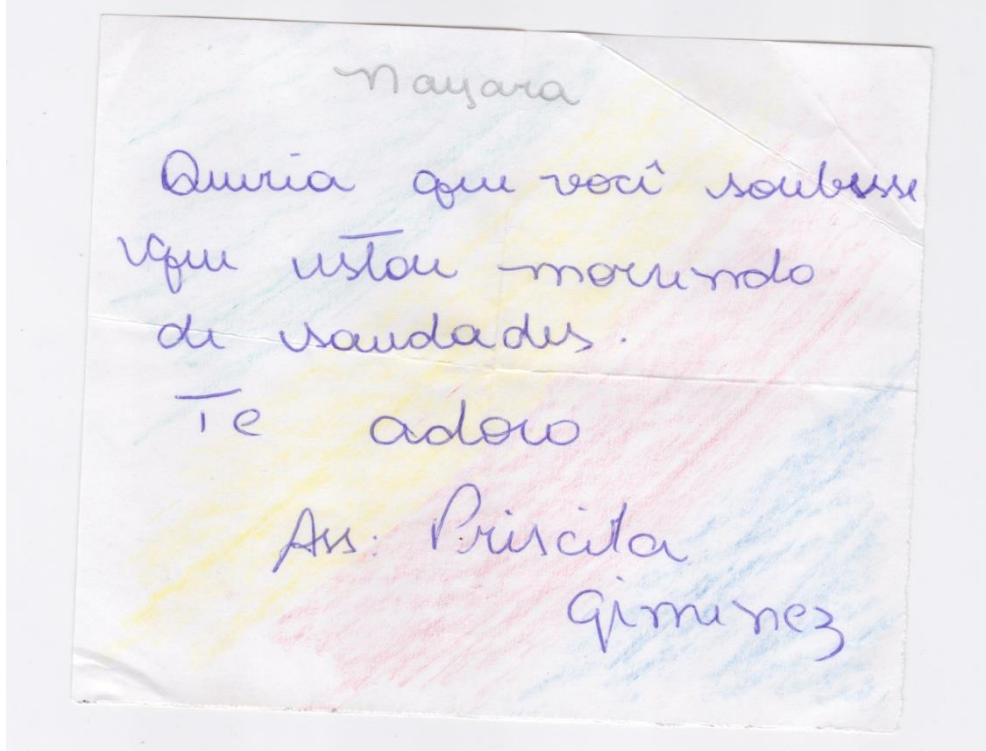 Nayara
Queria que você soubesse
que estou morrendo
de saudades.
Te adoro
Ass: Priscila
Gimenez